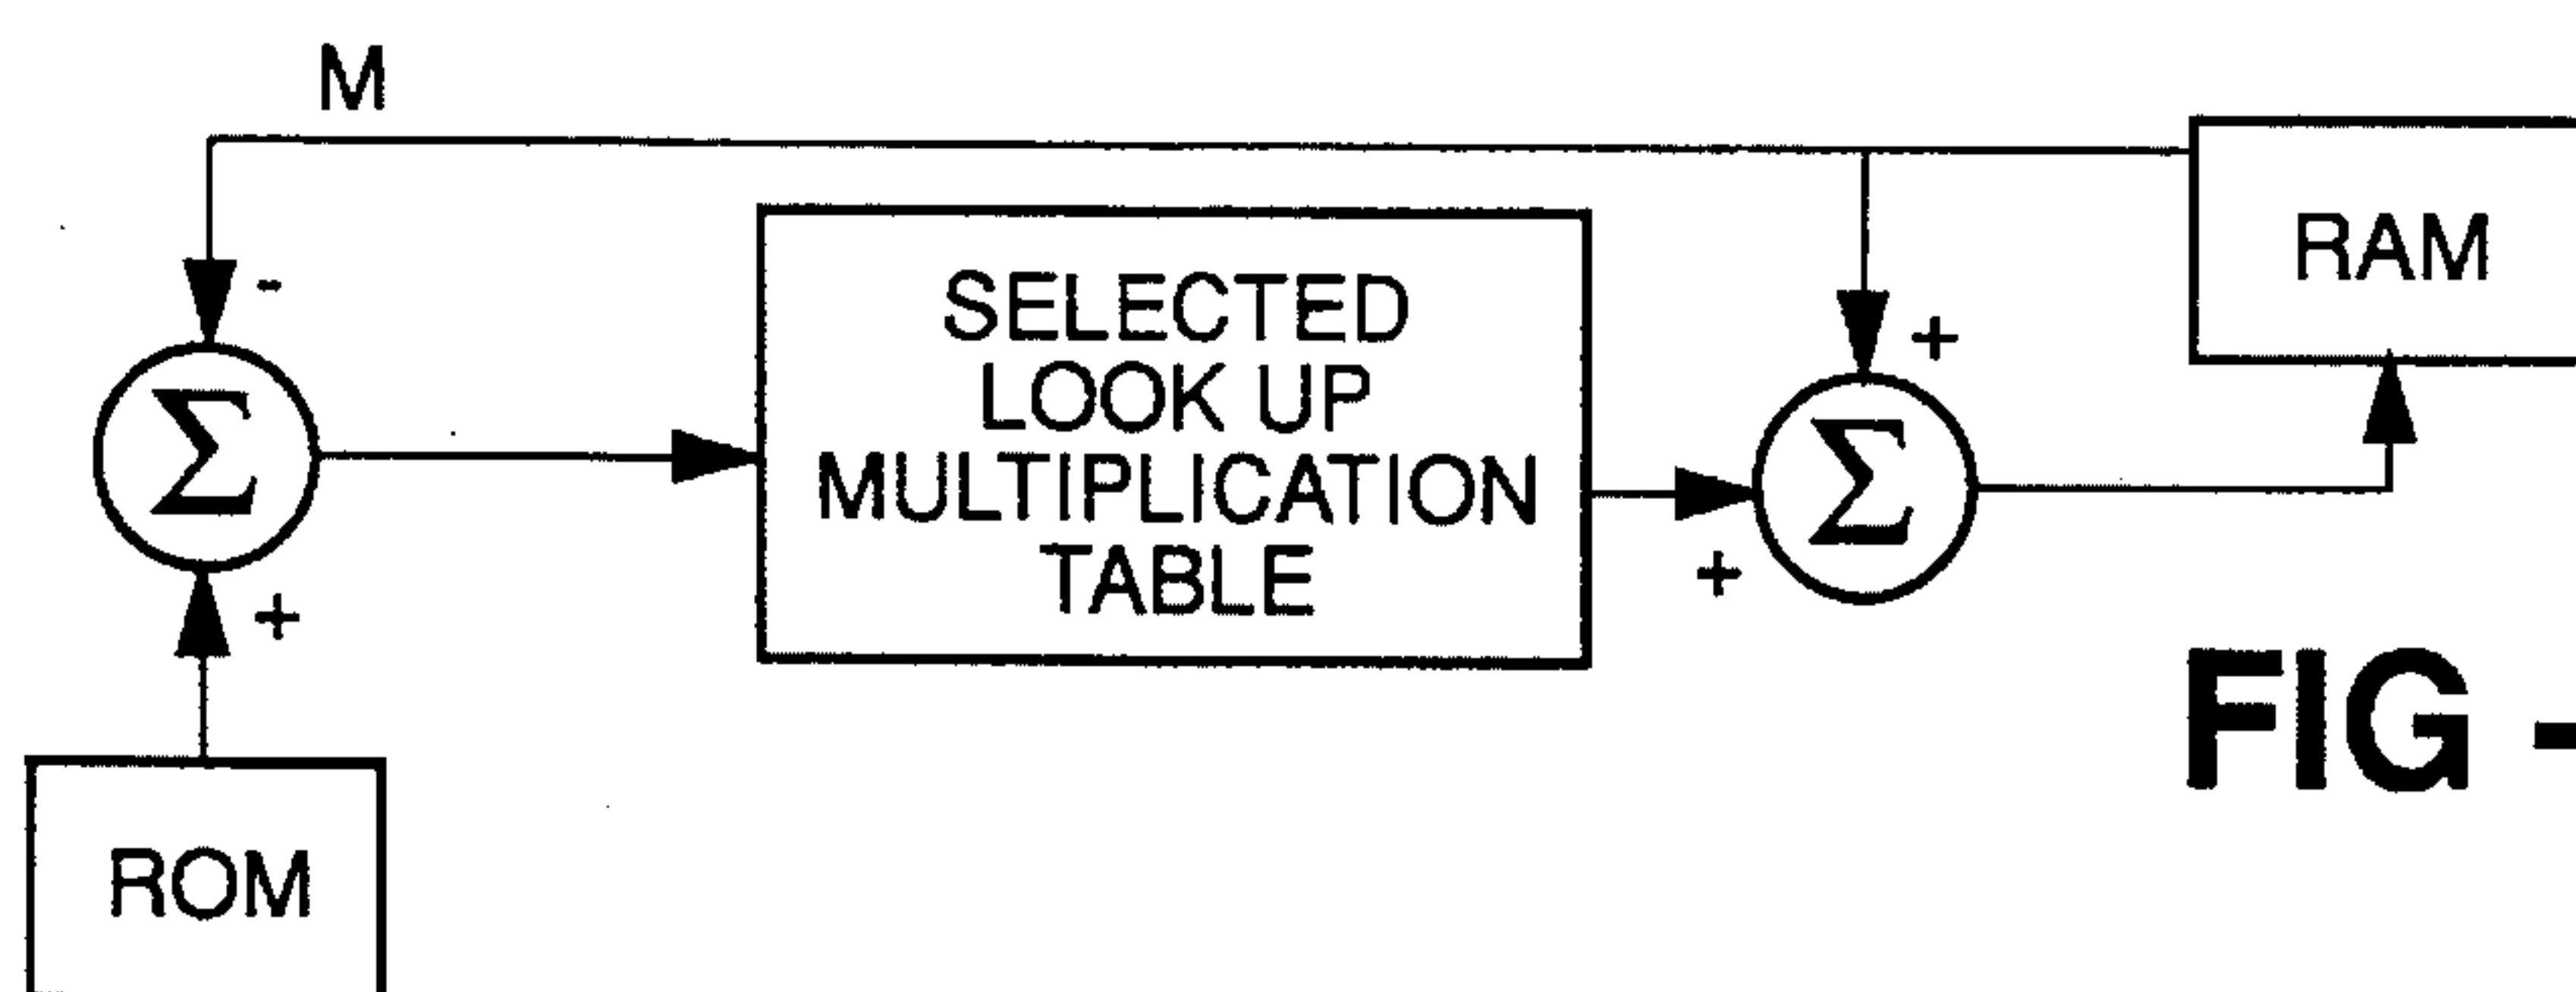 M
-
RAM
SELECTED
LOOK UP
MULTIPLICATION
TABLE
+
Σ
Σ
+
+
FIG -
ROM